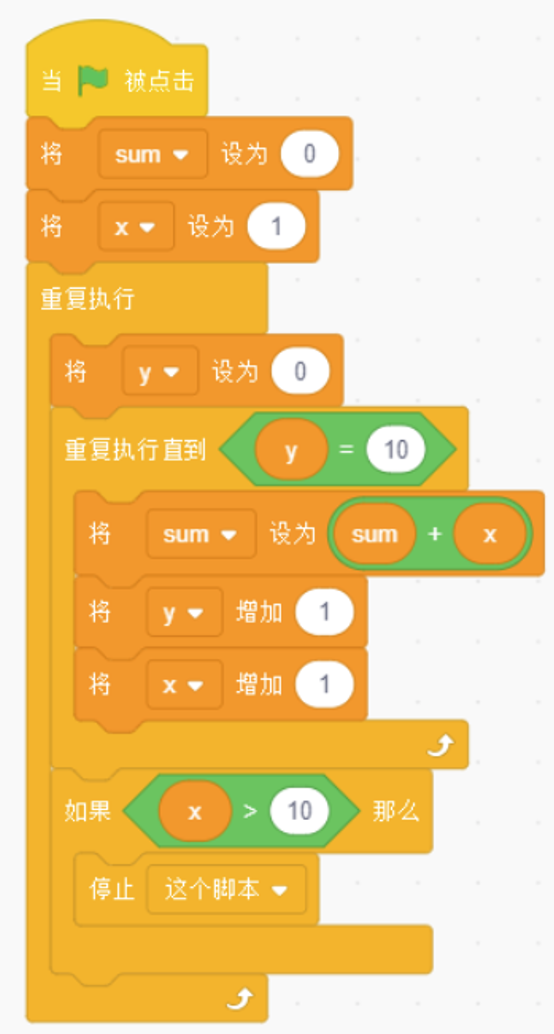 当 被点击
将 sum 设为 0
将 x 设为 1
重复执行
将 y 设为 0
重复执行直到 y = 10
将 sum 设为 sum + x
将 y 增加 1
将 x 增加 1
如果 x > 10 那么
停止 这个脚本